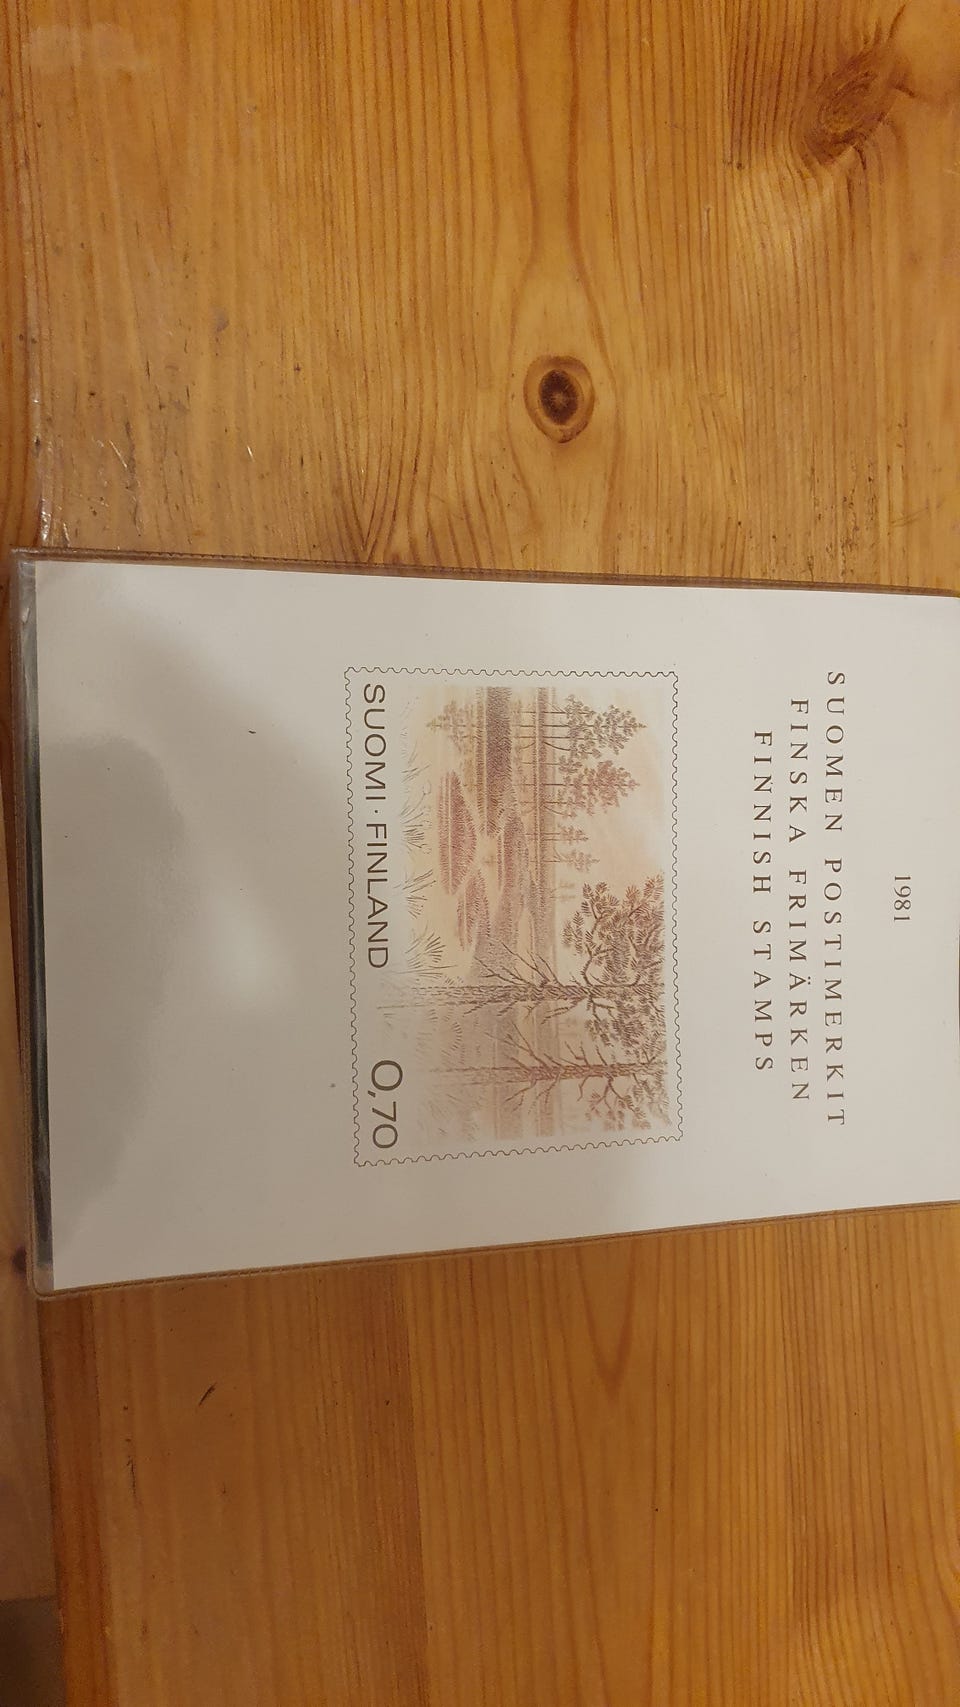 1981
SUOMEN POSTIMERKIT
FINSKA FRIMÄRKEN
FINNISH STAMPS
SUOMI·FINLAND 0,70